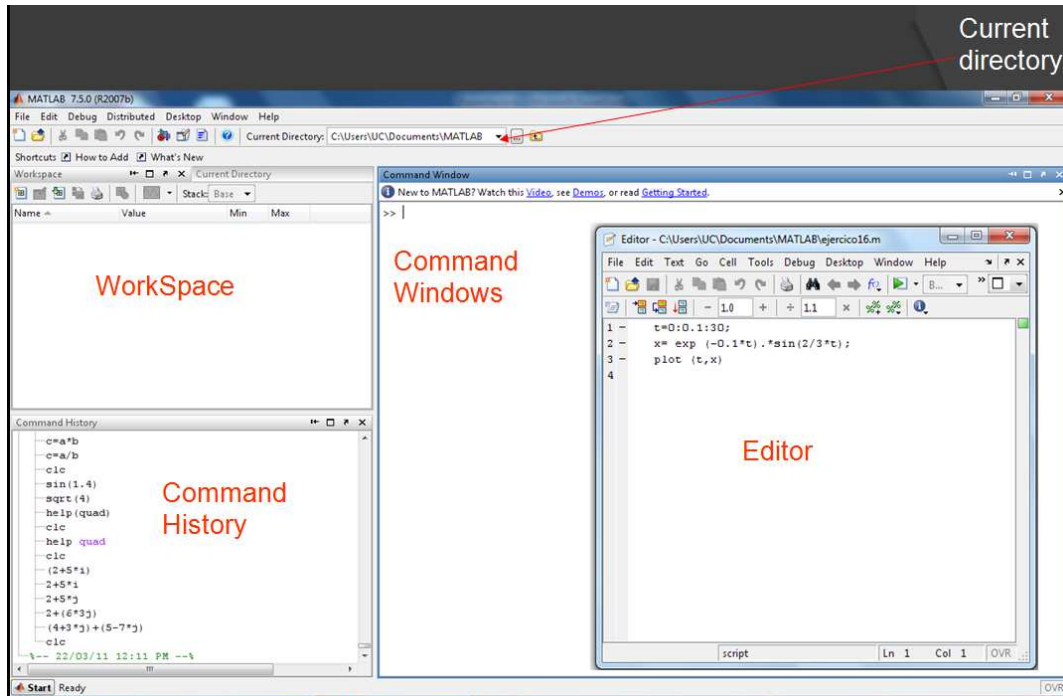 Current
directory
MATLAB 7.5.0 (R2007b)
File Edit Debug Distributed Desktop Window Help
Current Directory: C:\Users\UC\Documents\MATLAB
Shortcuts How to Add What's New
Workspace Current Directory
Stack: Base
Name Value Min Max
WorkSpace
Command History
c=a*b
c=a/b
clc
sin(1.4)
sqrt(4)
help(quad)
clc
help quad
clc
(2+5*i)
2+5*i
2+5*j
2+(6*3j)
(4+3*j)+(5-7*j)
clc
%-- 22/03/11 12:11 PM --%
Command
History
Command Window
New to MATLAB? Watch this Video, see Demos, or read Getting Started.
>>
Command
Windows
Editor - C:\Users\UC\Documents\MATLAB\ejercico16.m
File Edit Text Go Cell Tools Debug Desktop Window Help
B...
- 1.0 + ÷ 1.1 ×
1 - t=0:0.1:30;
2 - x= exp (-0.1*t).*sin(2/3*t);
3 - plot (t,x)
4
Editor
script Ln 1 Col 1 OVR
Start Ready
OVR